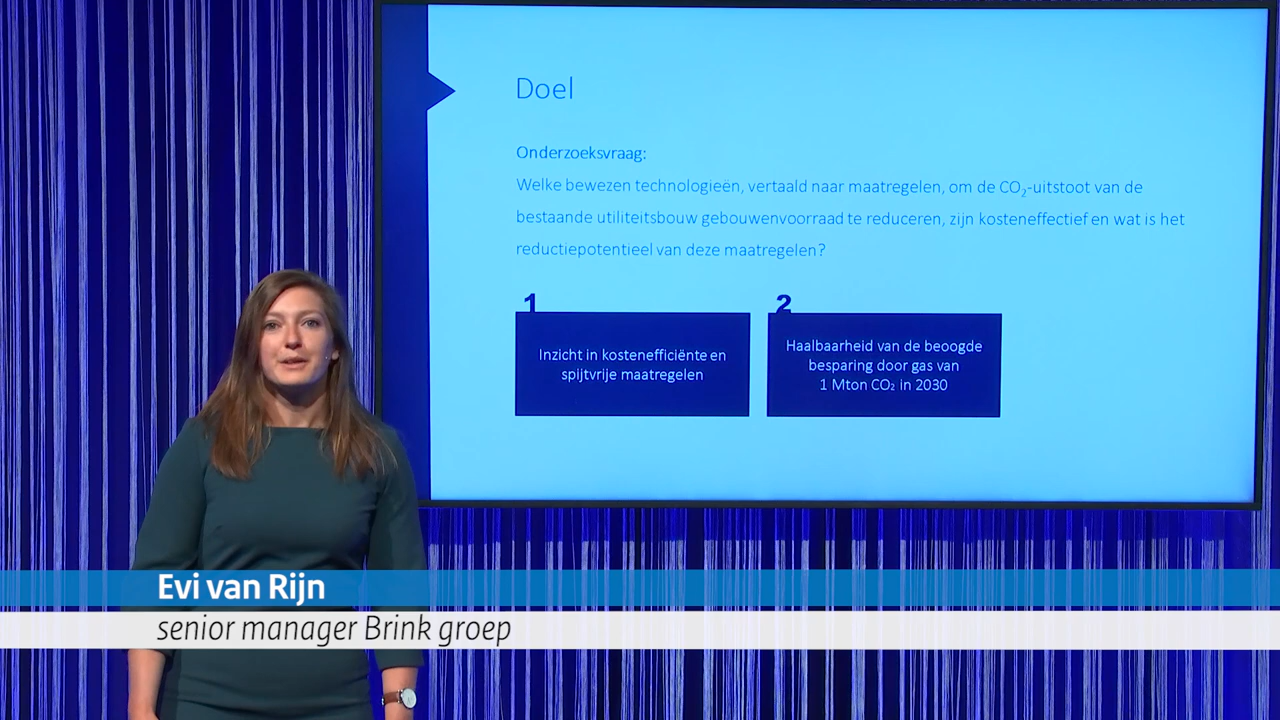 Doel
Onderzoeksvraag:
Welke bewezen technologieën, vertaald naar maatregelen, om de CO₂-uitstoot van de
bestaande utiliteitsbouw gebouwenvoorraad te reduceren, zijn kosteneffectief en wat is het
reductiepotentieel van deze maatregelen?
1
Inzicht in kostenefficiënte en
spijtvrije maatregelen
2
Haalbaarheid van de beoogde
besparing door gas van
1 Mton CO₂ in 2030
Evi van Rijn
senior manager Brink groep